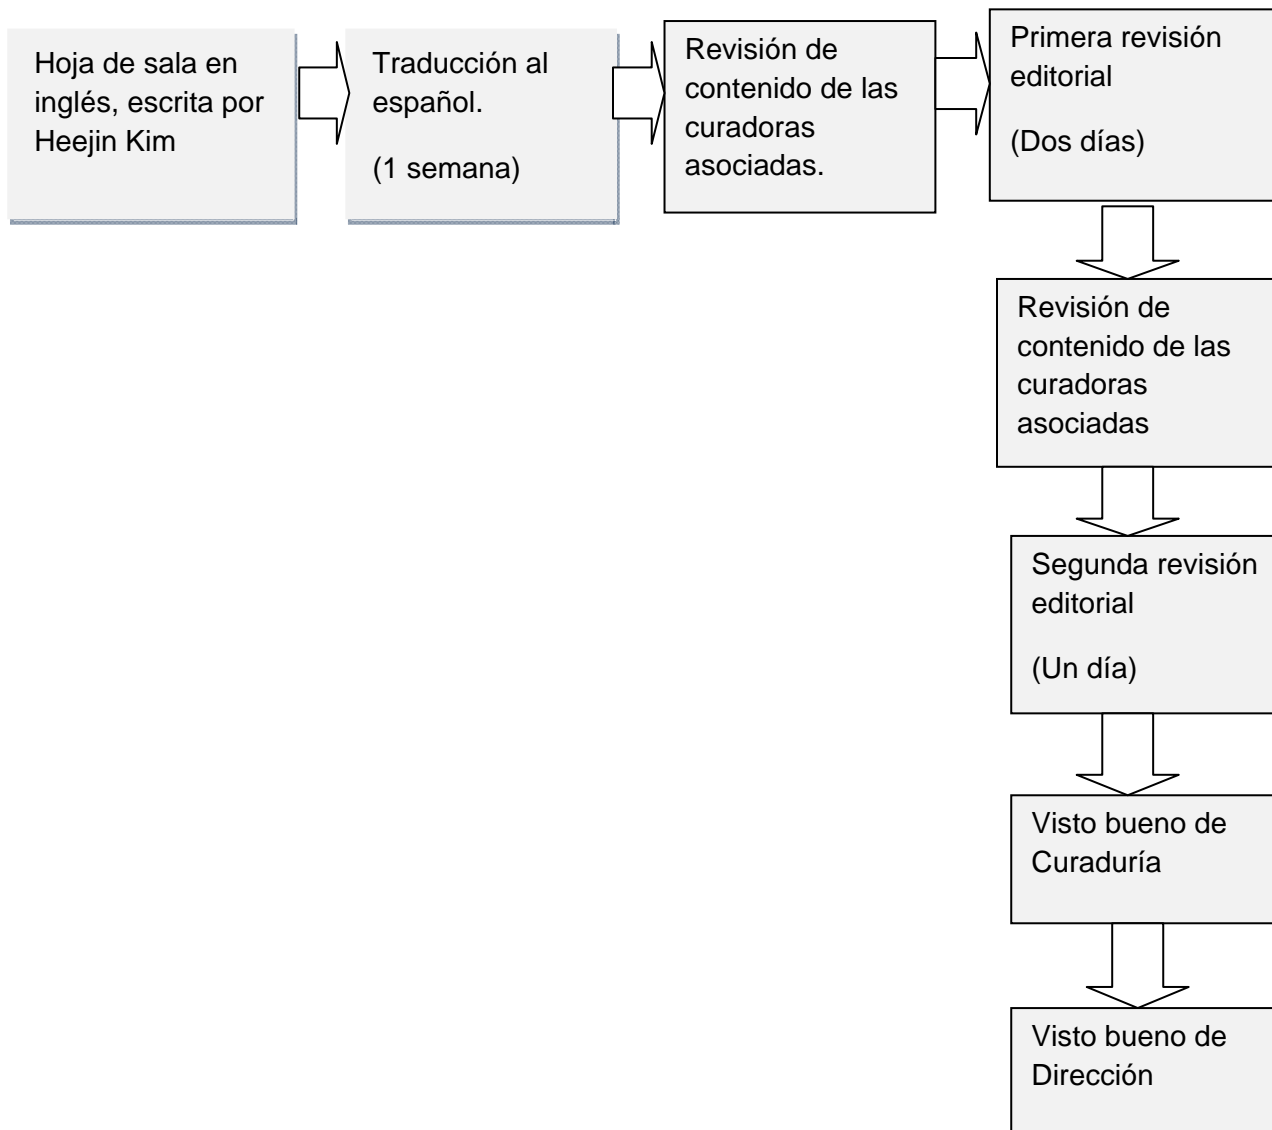 Hoja de sala en
inglés, escrita por
Heejin Kim
Traducción al
español.
(1 semana)
Revisión de
contenido de las
curadoras
asociadas.
Primera revisión
editorial
(Dos días)
Revisión de
contenido de las
curadoras
asociadas
Segunda revisión
editorial
(Un día)
Visto bueno de
Curaduría
Visto bueno de
Dirección